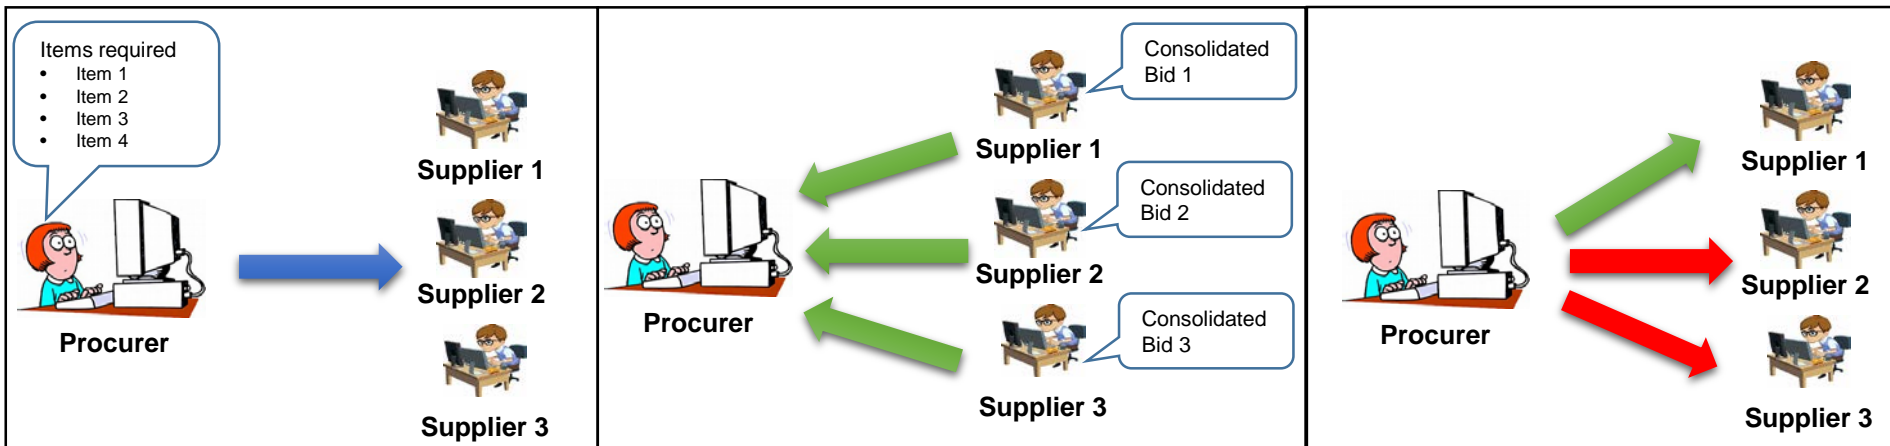 Items required
• Item 1
• Item 2
• Item 3
• Item 4
Supplier 1
Supplier 2
Procurer
Supplier 3
Consolidated
Bid 1
Supplier 1
Consolidated
Bid 2
Supplier 2
Procurer
Consolidated
Bid 3
Supplier 3
Supplier 1
Supplier 2
Procurer
Supplier 3